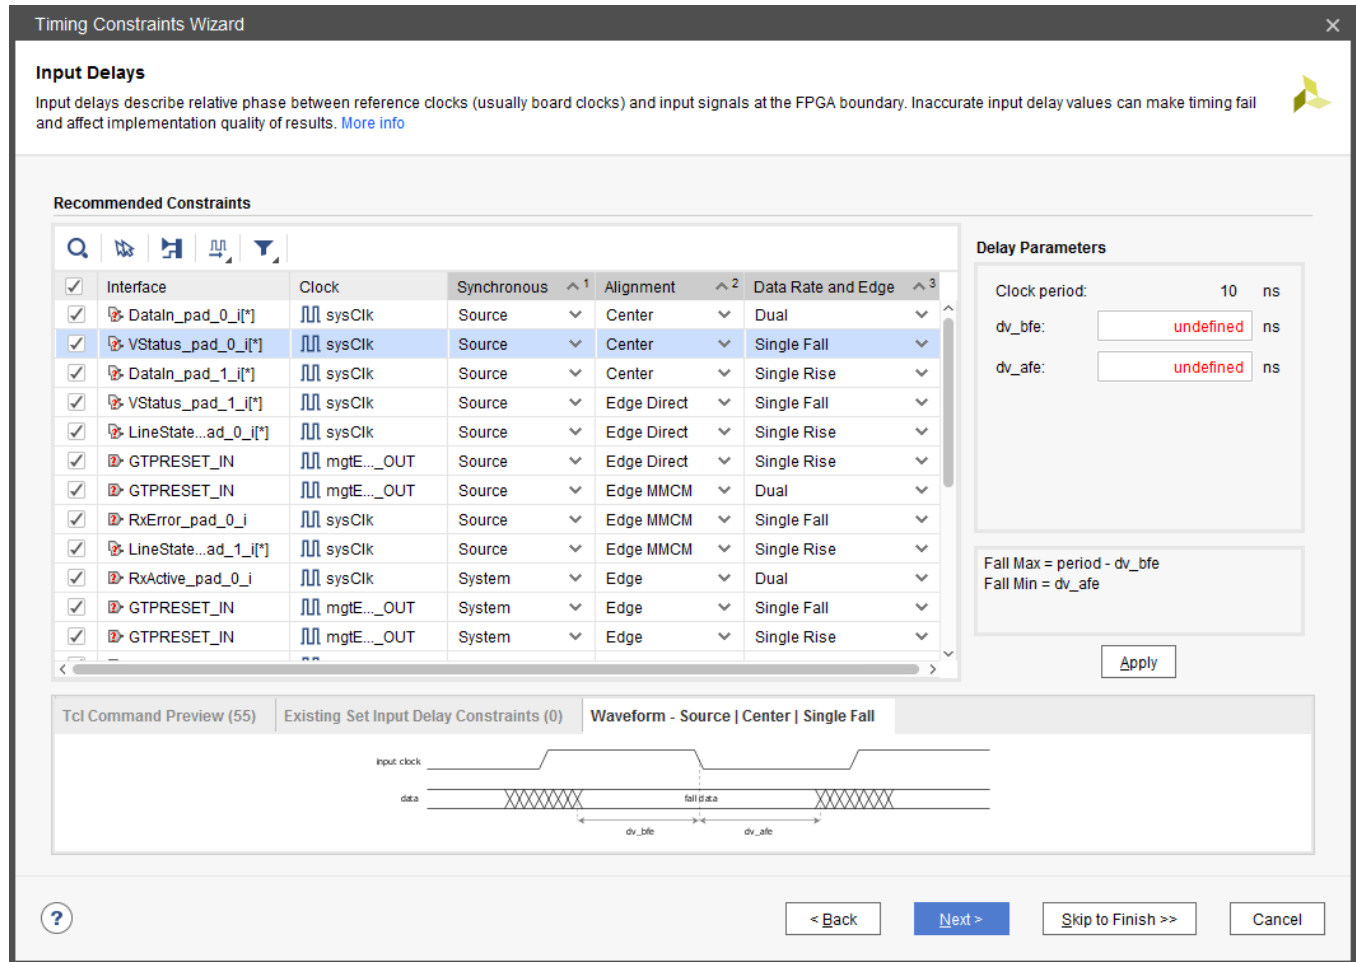 Timing Constraints Wizard
Input Delays
Input delays describe relative phase between reference clocks (usually board clocks) and input signals at the FPGA boundary. Inaccurate input delay values can make timing fail
and affect implementation quality of results. More info
Recommended Constraints
Interface Clock Synchronous 1 Alignment 2 Data Rate and Edge 3
DataIn_pad_0_i[*] sysClk Source Center Dual
VStatus_pad_0_i[*] sysClk Source Center Single Fall
DataIn_pad_1_i[*] sysClk Source Center Single Rise
VStatus_pad_1_i[*] sysClk Source Edge Direct Single Fall
LineState...ad_0_i[*] sysClk Source Edge Direct Single Rise
GTPRESET_IN mgtE..._OUT Source Edge Direct Single Rise
GTPRESET_IN mgtE..._OUT Source Edge MMCM Dual
RxError_pad_0_i sysClk Source Edge MMCM Single Fall
LineState...ad_1_i[*] sysClk Source Edge MMCM Single Rise
RxActive_pad_0_i sysClk System Edge Dual
GTPRESET_IN mgtE..._OUT System Edge Single Fall
GTPRESET_IN mgtE..._OUT System Edge Single Rise
Delay Parameters
Clock period: 10 ns
dv_bfe: undefined ns
dv_afe: undefined ns
Fall Max = period - dv_bfe
Fall Min = dv_afe
Apply
Tcl Command Preview (55) Existing Set Input Delay Constraints (0) Waveform - Source | Center | Single Fall
input clock
data fall data
dv_bfe dv_afe
? < Back Next > Skip to Finish >> Cancel